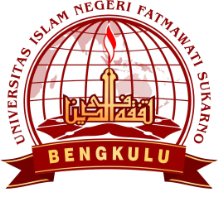 UNIVERSITAS ISLAM NEGERI FATMAWATI SUKARNO
BENGKULU